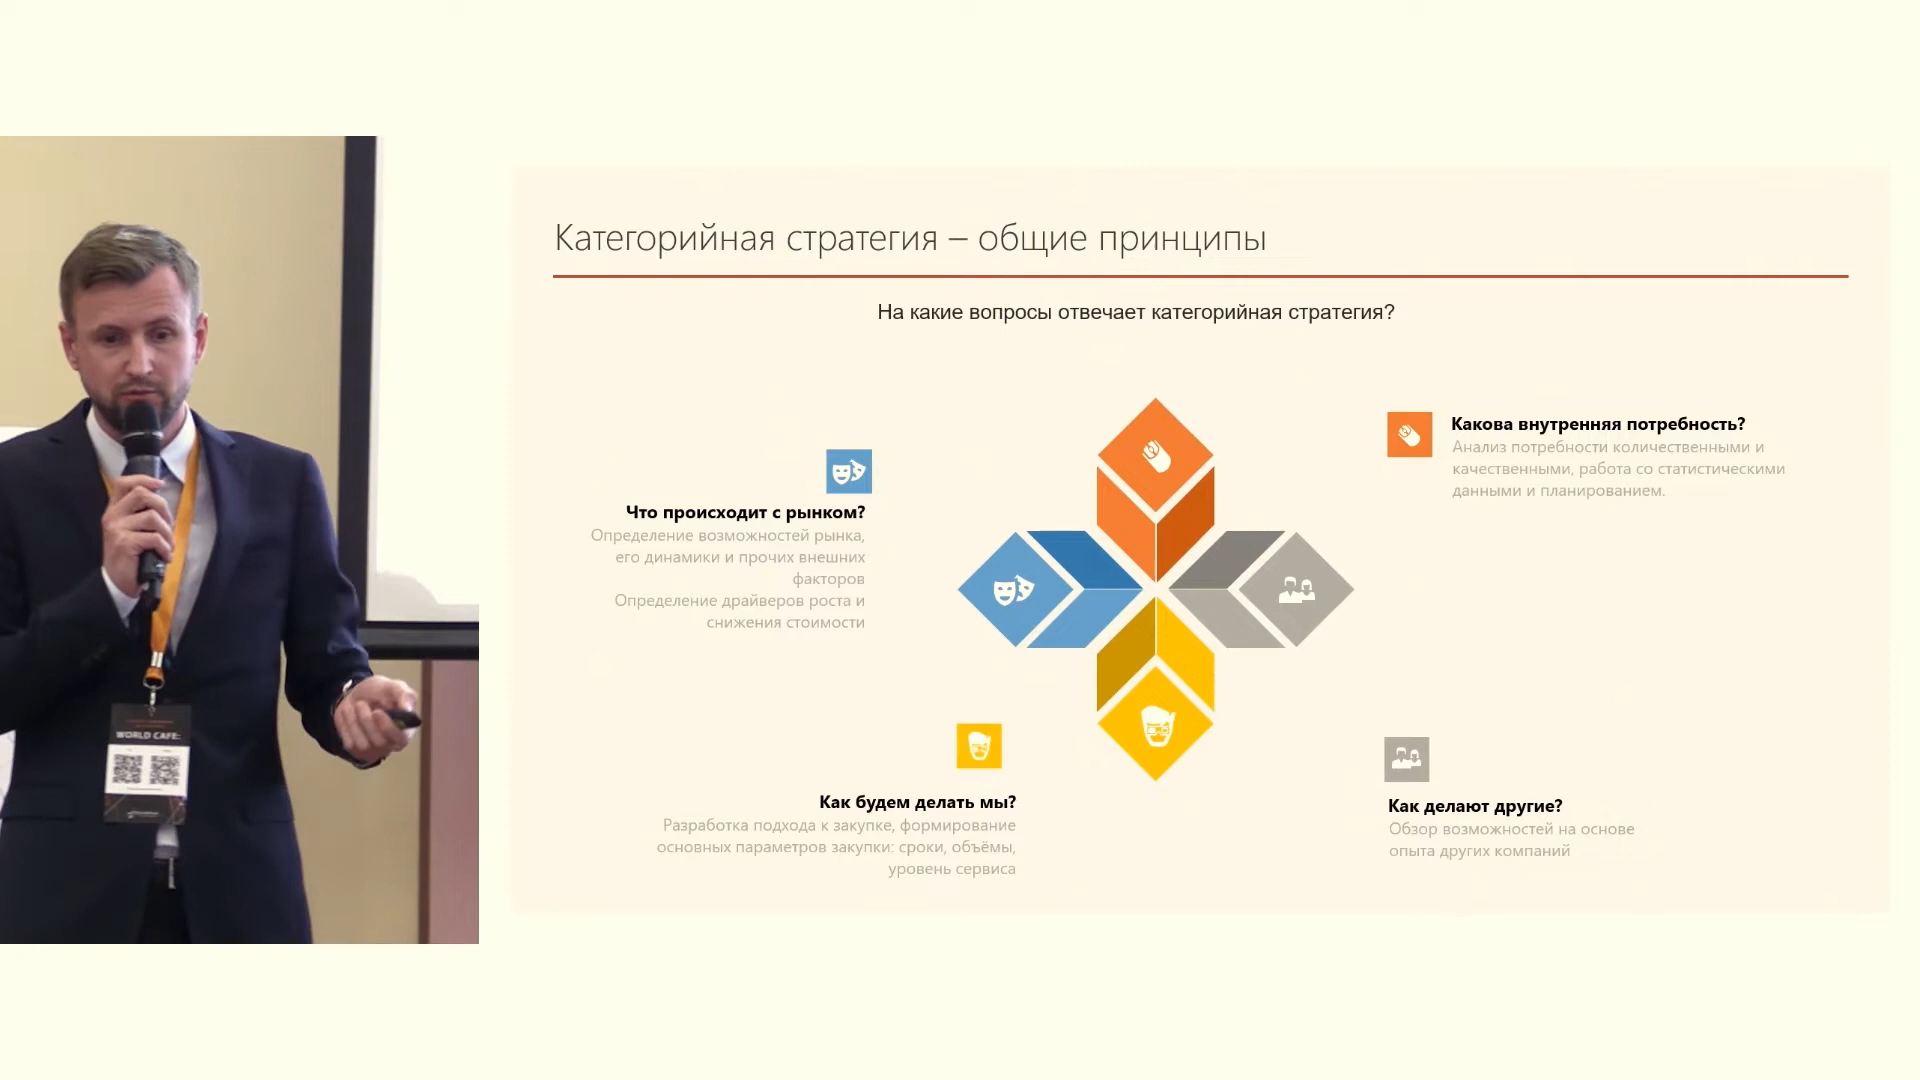 Категорийная стратегия – общие принципы
На какие вопросы отвечает категорийная стратегия?
Какова внутренняя потребность?
Анализ потребности количественными и
качественными, работа со статистическими
данными и планированием.
Что происходит с рынком?
Определение возможностей рынка,
его динамики и прочих внешних
факторов
Определение драйверов роста и
снижения стоимости
Как будем делать мы?
Разработка подхода к закупке, формирование
основных параметров закупки: сроки, объёмы,
уровень сервиса
Как делают другие?
Обзор возможностей на основе
опыта других компаний
WORLD CAFE: